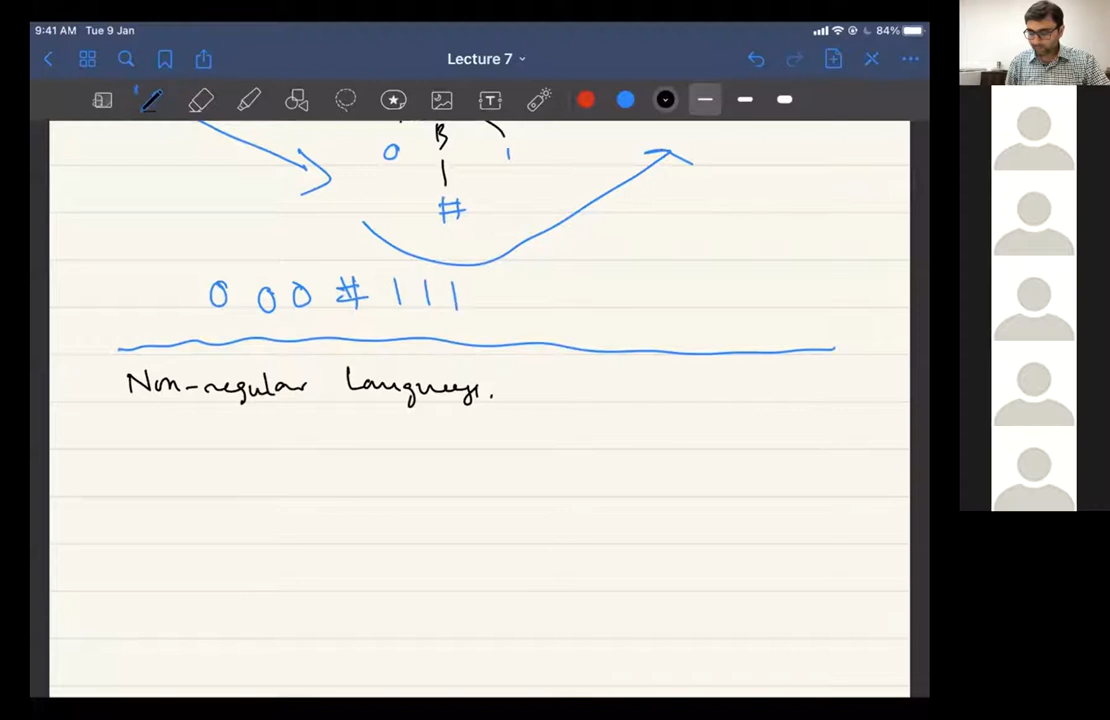 9:41 AM Tue 9 Jan 84%
Lecture 7
B
0 1
#
0 0 0 # 1 1 1
Non-regular Languages.